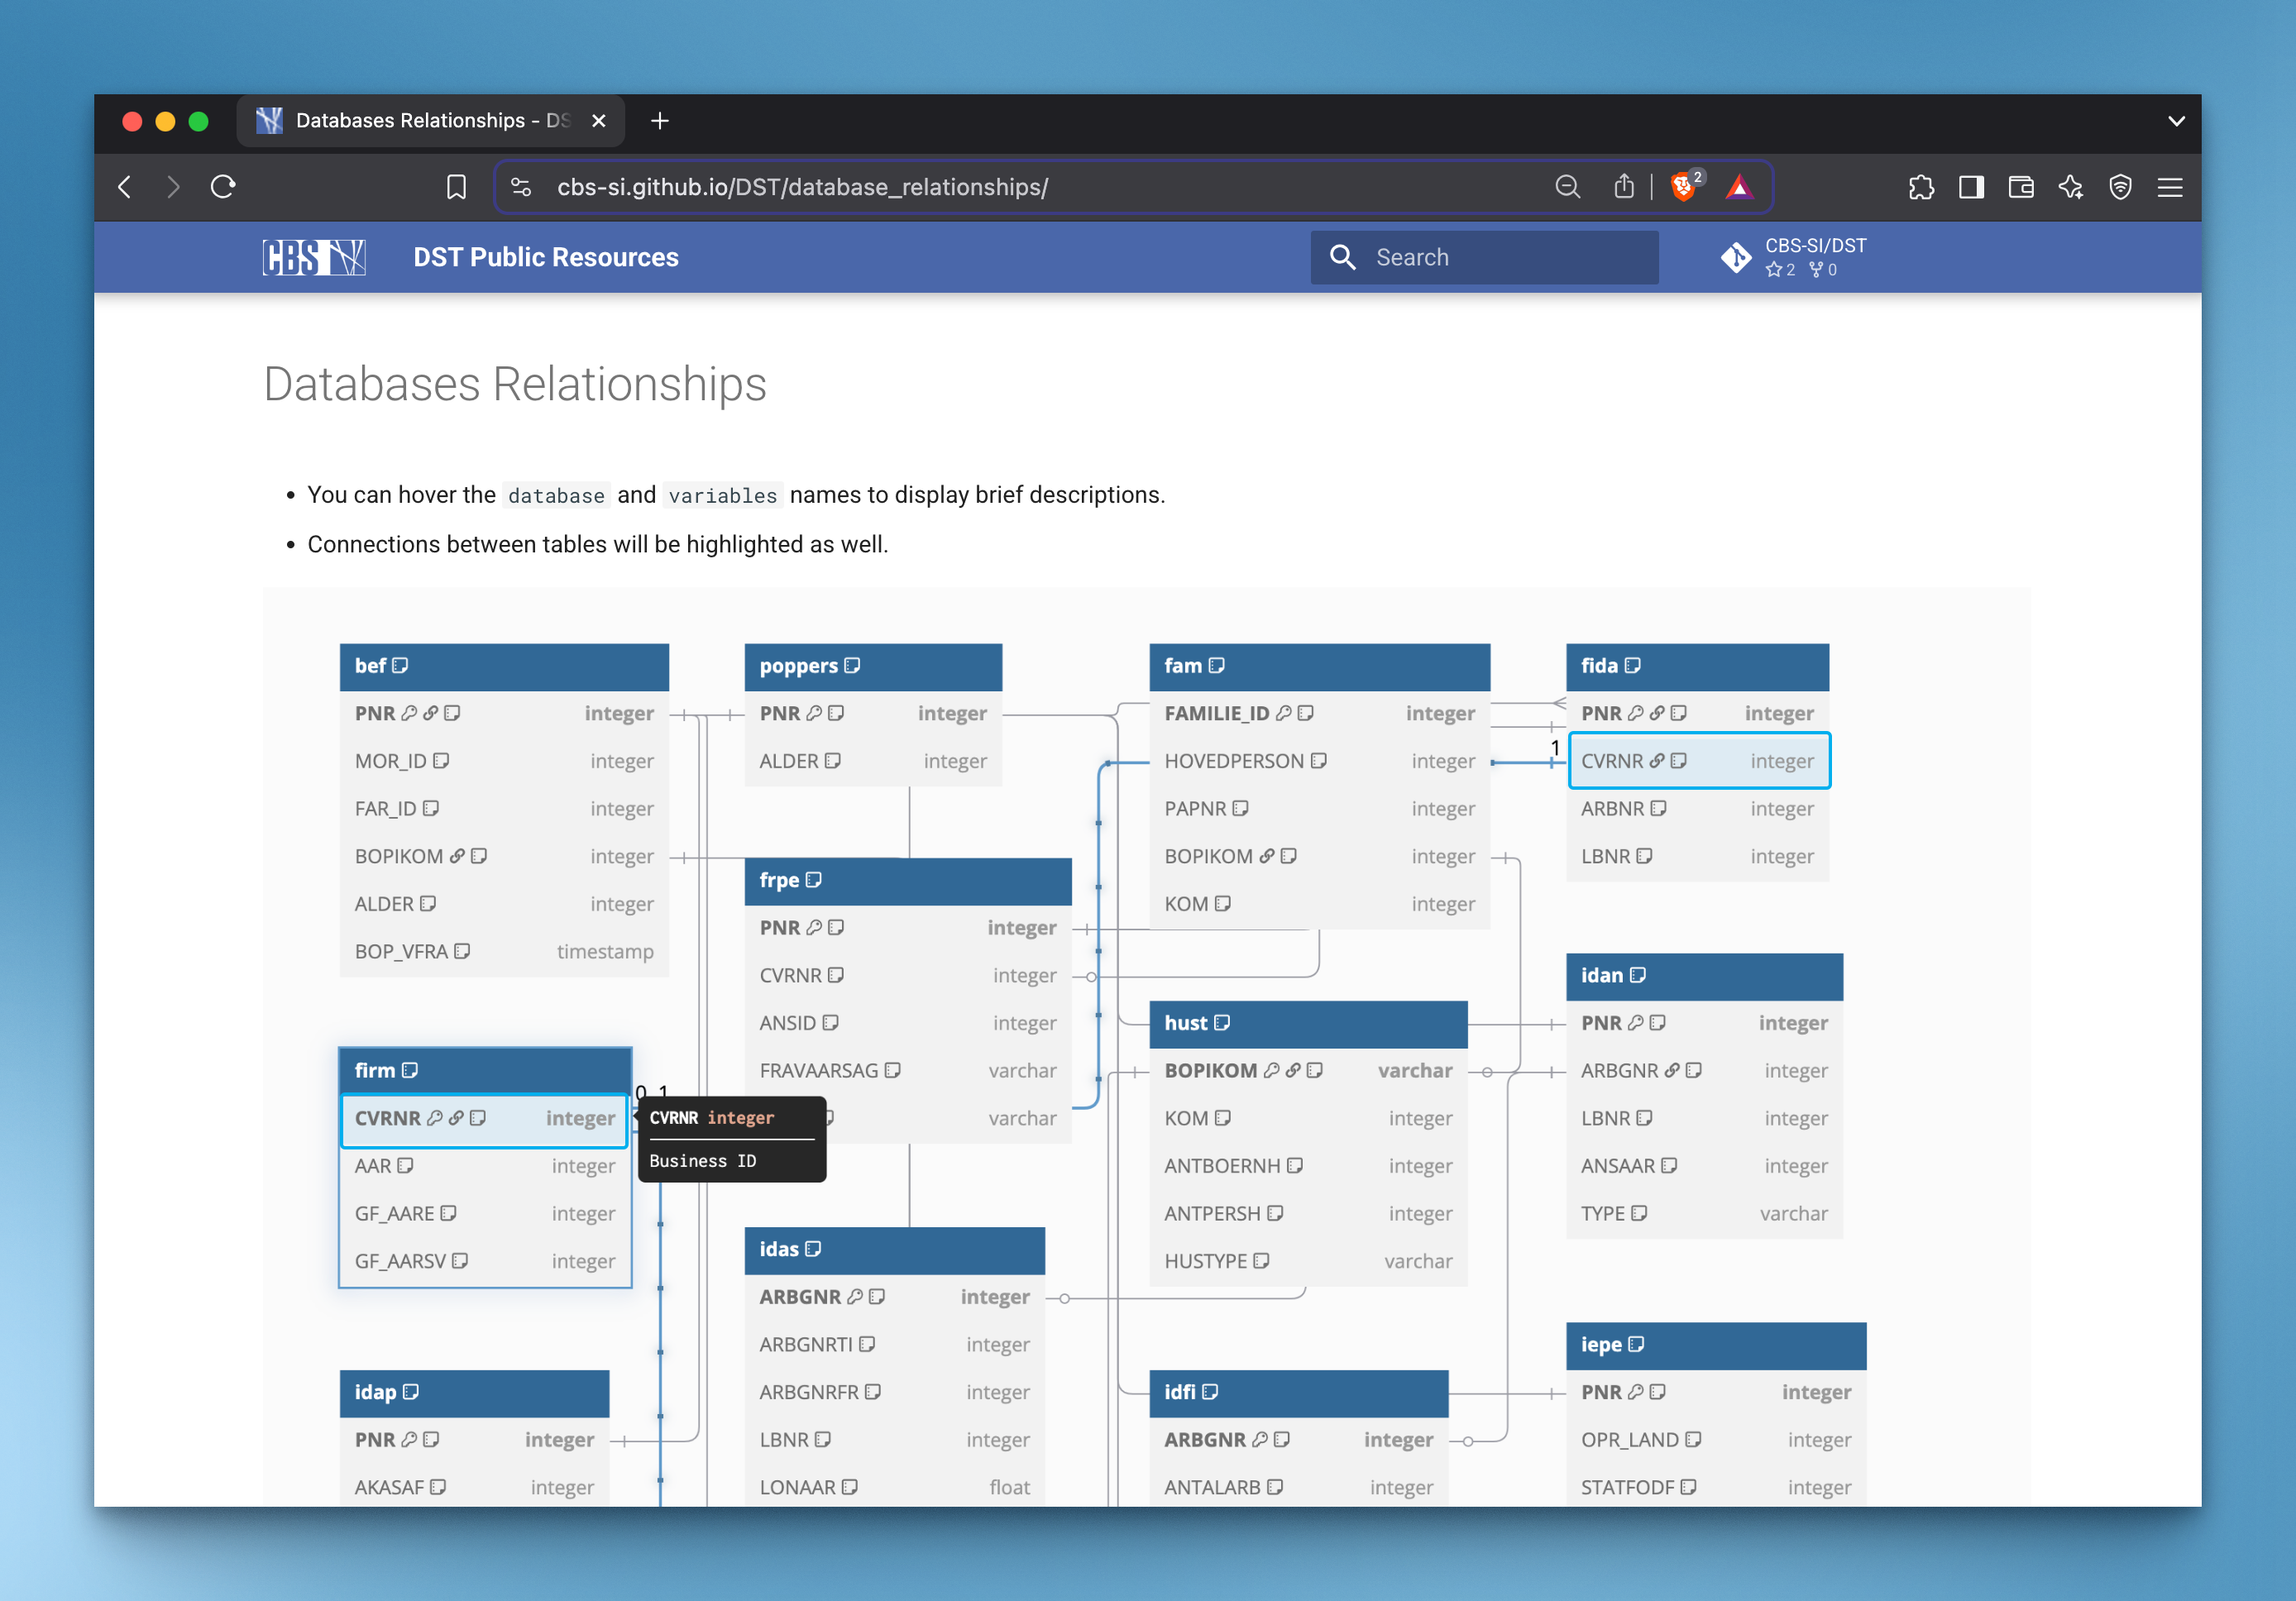 Databases Relationships - DS
cbs-si.github.io/DST/database_relationships/
2
CBS
DST Public Resources
Search
CBS-SI/DST
2 0
Databases Relationships
You can hover the database and variables names to display brief descriptions.
Connections between tables will be highlighted as well.
bef
PNR integer
MOR_ID integer
FAR_ID integer
BOPIKOM integer
ALDER integer
BOP_VFRA timestamp
poppers
PNR integer
ALDER integer
fam
FAMILIE_ID integer
HOVEDPERSON integer
PAPNR integer
BOPIKOM integer
KOM integer
fida
PNR integer
1
CVRNR integer
ARBNR integer
LBNR integer
frpe
PNR integer
CVRNR integer
ANSID integer
FRAVAARSAG varchar
varchar
idan
PNR integer
ARBGNR integer
LBNR integer
ANSAAR integer
TYPE varchar
hust
BOPIKOM varchar
KOM integer
ANTBOERNH integer
ANTPERSH integer
HUSTYPE varchar
firm
0 1
CVRNR integer
AAR integer
GF_AARE integer
GF_AARSV integer
CVRNR integer
Business ID
idas
ARBGNR integer
ARBGNRTI integer
ARBGNRFR integer
LBNR integer
LONAAR float
iepe
PNR integer
OPR_LAND integer
STATFODF integer
idap
PNR integer
AKASAF integer
idfi
ARBGNR integer
ANTALARB integer